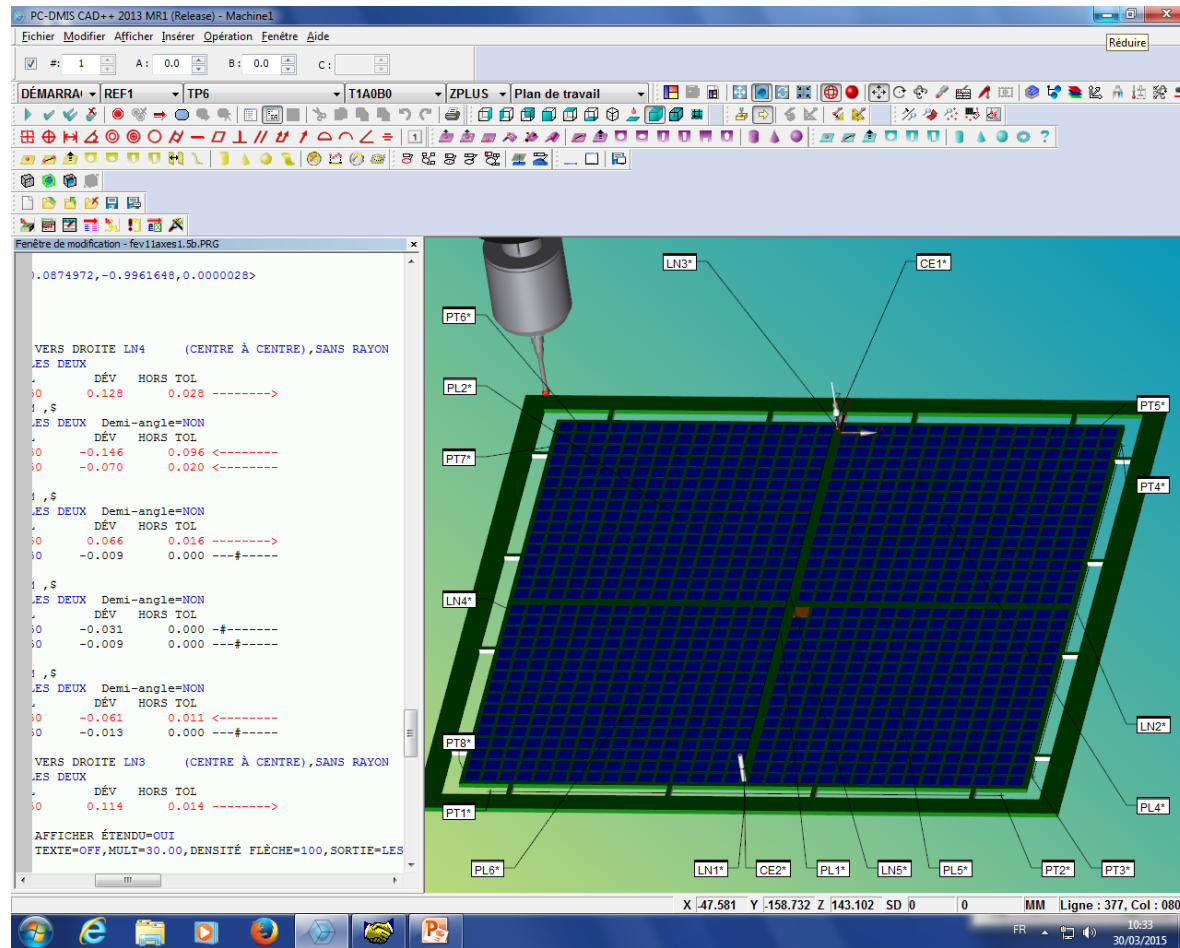 PC-DMIS CAD++ 2013 MR1 (Release) - Machine1
Fichier Modifier Afficher Insérer Opération Fenêtre Aide
Réduire
#: 1 A: 0.0 B: 0.0 C:
DÉMARRA REF1 TP6 T1A0B0 ZPLUS Plan de travail
Fenêtre de modification - fev11axes1.5b.PRG
.0874972,-0.9961648,0.0000028>
VERS DROITE LN4 (CENTRE À CENTRE),SANS RAYON
LES DEUX
DÉV HORS TOL
0.128 0.028 -------->
,$
LES DEUX Demi-angle=NON
DÉV HORS TOL
-0.146 0.096 <--------
-0.070 0.020 <--------
,$
LES DEUX Demi-angle=NON
DÉV HORS TOL
0.066 0.016 -------->
-0.009 0.000 ---#-----
,$
LES DEUX Demi-angle=NON
DÉV HORS TOL
-0.031 0.000 -#-------
-0.009 0.000 ---#-----
,$
LES DEUX Demi-angle=NON
DÉV HORS TOL
-0.061 0.011 <--------
-0.013 0.000 ---#-----
VERS DROITE LN3 (CENTRE À CENTRE),SANS RAYON
LES DEUX
DÉV HORS TOL
0.114 0.014 -------->
AFFICHER ÉTENDU=OUI
TEXTE=OFF,MULT=30.00,DENSITÉ FLÈCHE=100,SORTIE=LES
LN3* CE1*
PT6*
PL2*
PT5*
PT7*
PT4*
LN4*
LN2*
PT8*
PL4*
PT1*
PL6* LN1* CE2* PL1* LN5* PL5* PT2* PT3*
X -47.581 Y -158.732 Z 143.102 SD 0 0 MM Ligne : 377, Col : 080
FR 10:33
30/03/2015